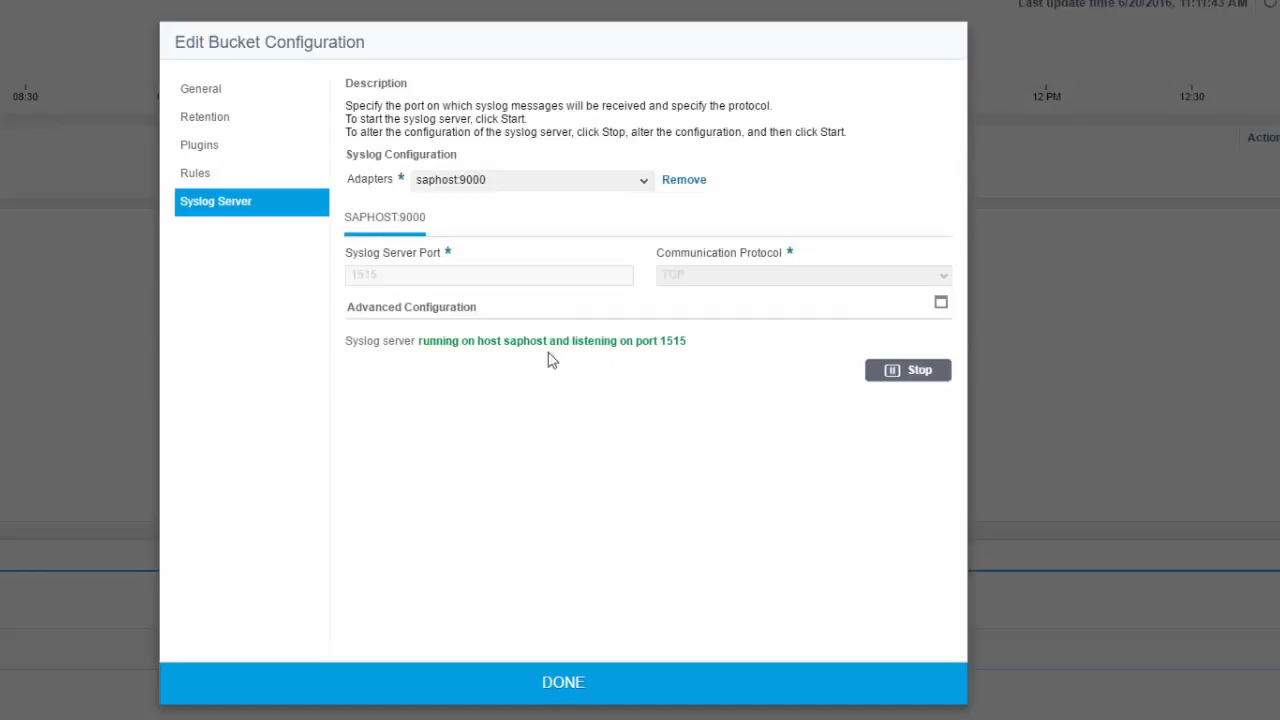 Last update time 6/20/2016, 11:11:43 AM
Edit Bucket Configuration
08:30
12 PM
12:30
Action
General
Retention
Plugins
Rules
Syslog Server
Description
Specify the port on which syslog messages will be received and specify the protocol.
To start the syslog server, click Start.
To alter the configuration of the syslog server, click Stop, alter the configuration, and then click Start.
Syslog Configuration
Adapters * saphost:9000 Remove
SAPHOST:9000
Syslog Server Port * Communication Protocol *
1515 TCP
Advanced Configuration
Syslog server running on host saphost and listening on port 1515
Stop
DONE